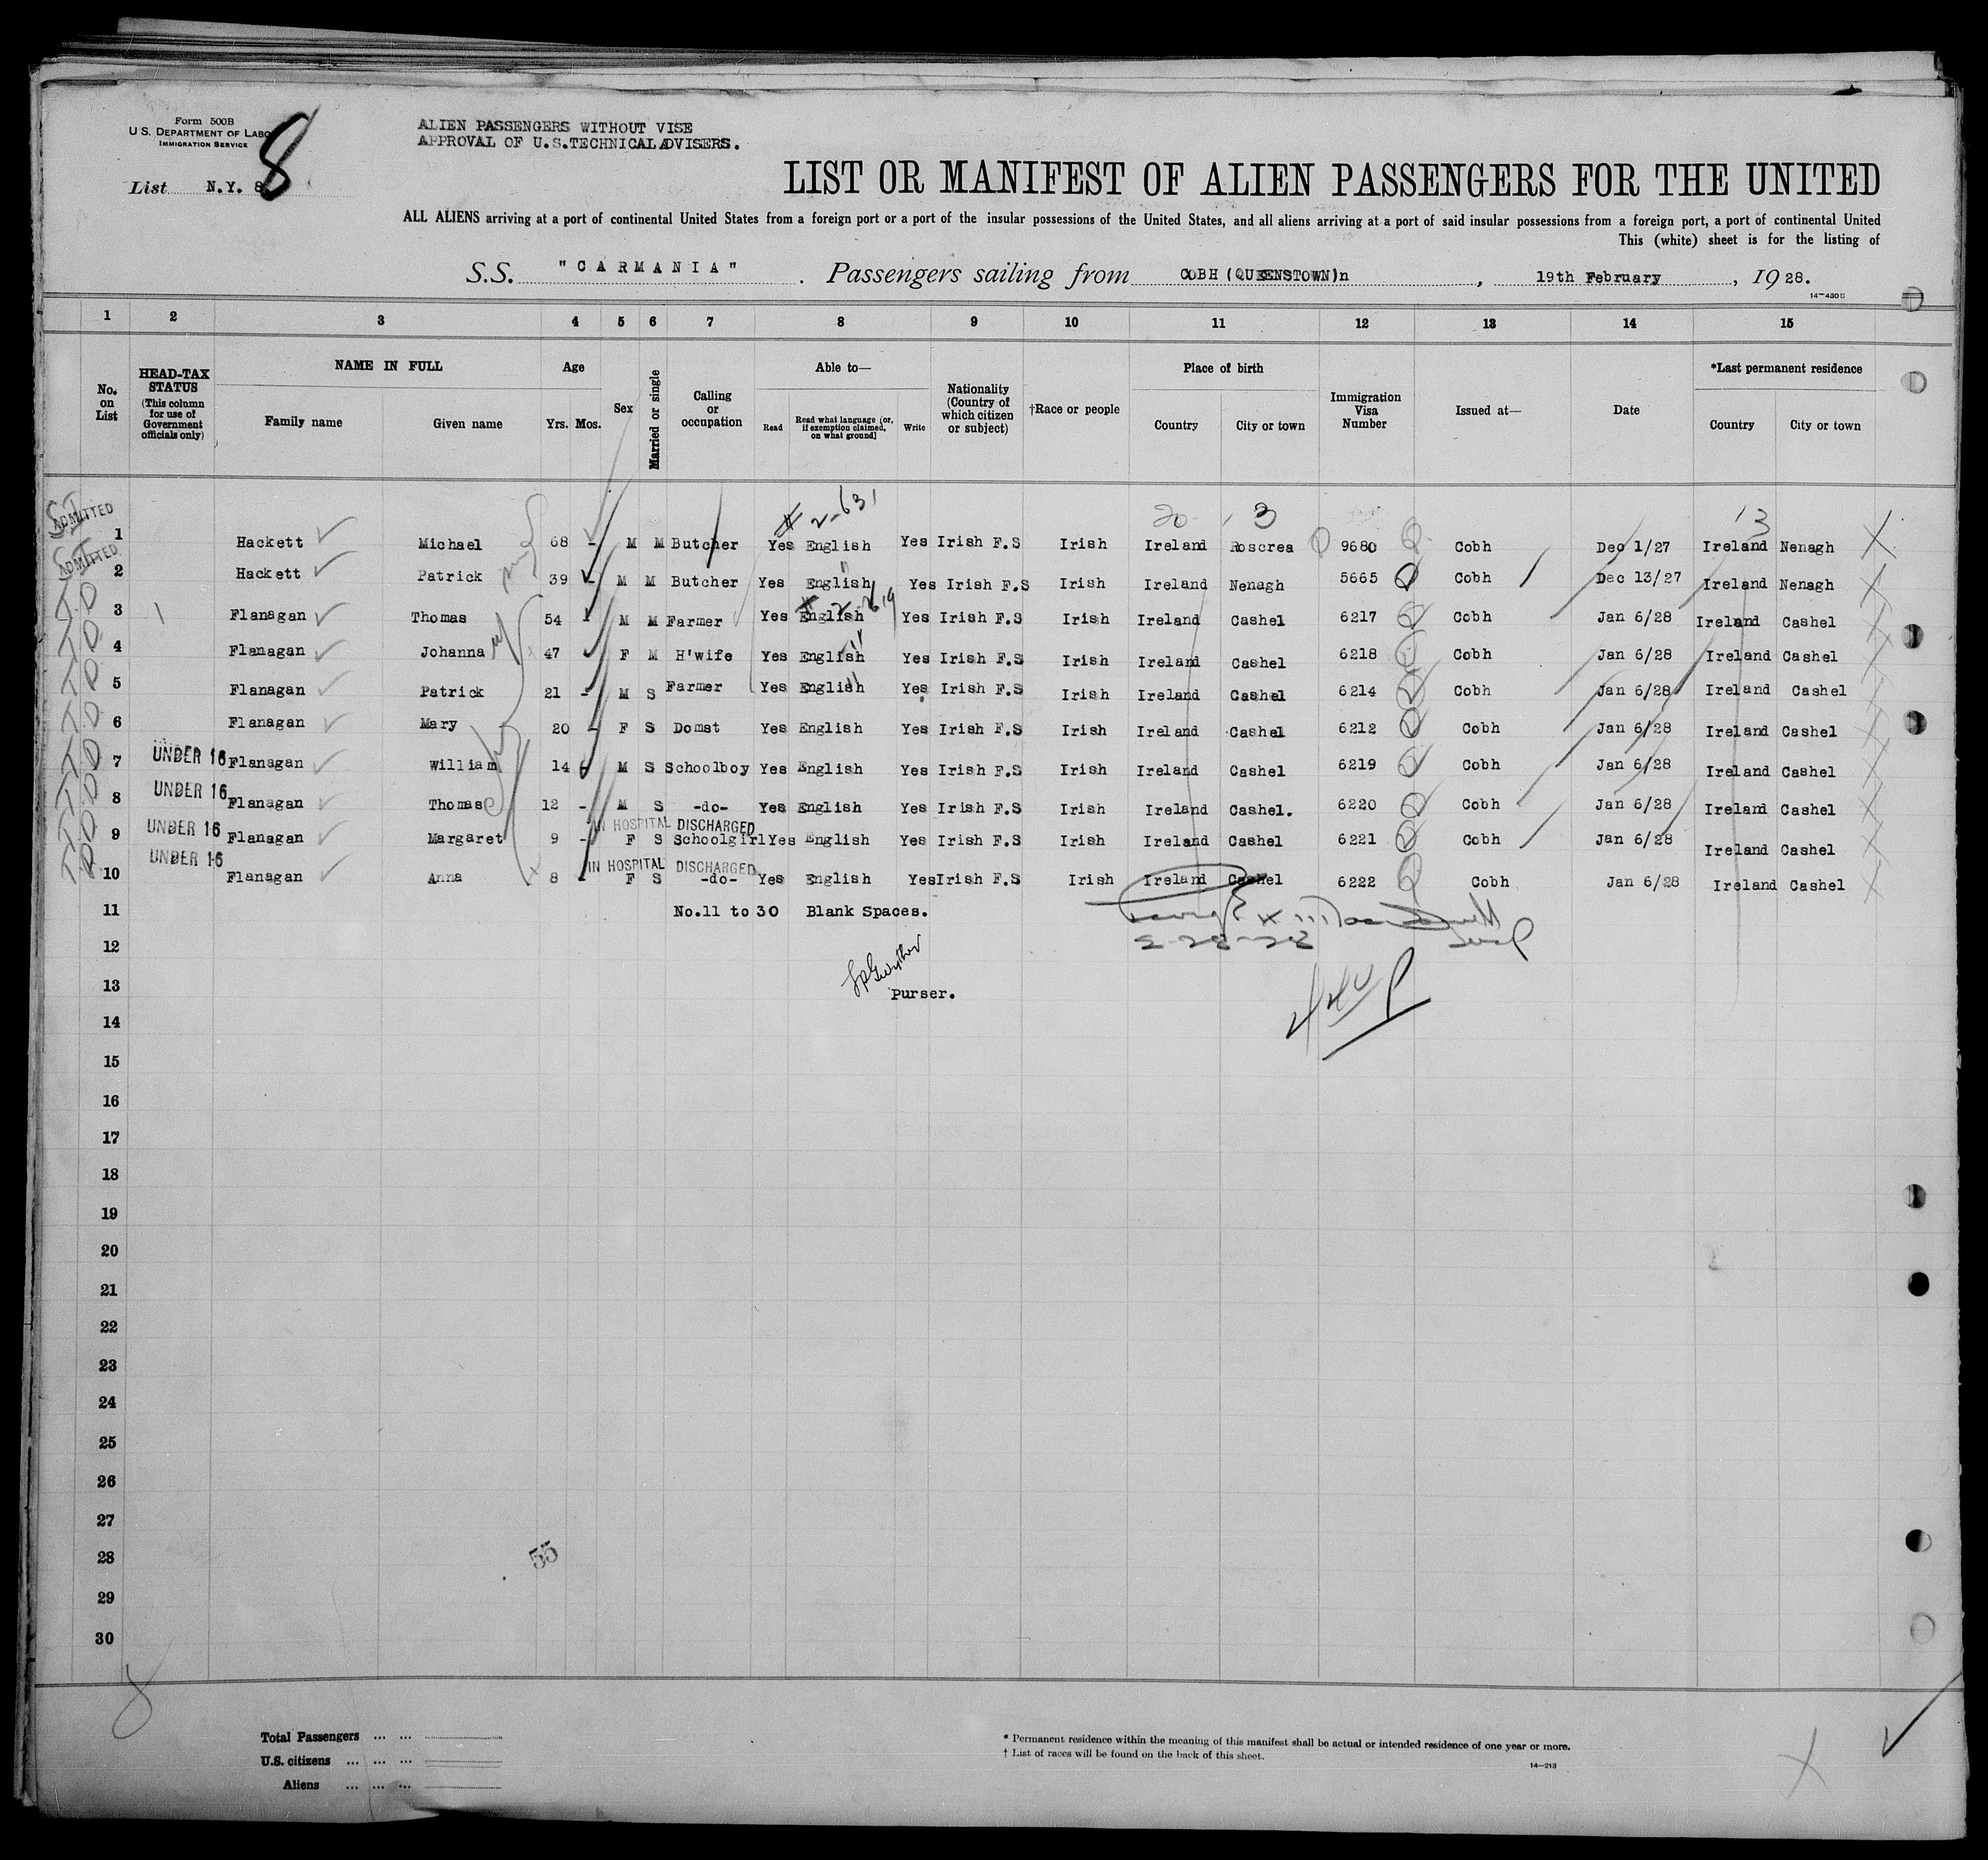 Form 500B
U.S. DEPARTMENT OF LABO
IMMIGRATION SERVICE
List N.Y. 8
8
ALIEN PASSENGERS WITHOUT VISE
APPROVAL OF U.S.TECHNICAL ADVISERS.
LIST OR MANIFEST OF ALIEN PASSENGERS FOR THE UNITED
ALL ALIENS arriving at a port of continental United States from a foreign port or a port of the insular possessions of the United States, and all aliens arriving at a port of said insular possessions from a foreign port, a port of continental United
This (white) sheet is for the listing of
S.S. "CARMANIA" . Passengers sailing from COBH (QUEENSTOWN)n , 19th February , 1928.
14-430B
1 2 3 4 5 6 7 8 9 10 11 12 13 14 15
No. on List
HEAD-TAX STATUS (This column for use of Government officials only)
NAME IN FULL
Family name Given name
Age
Yrs. Mos.
Sex
Married or single
Calling or occupation
Able to—
Read Read what language (or, if exemption claimed, on what ground) Write
Nationality (Country of which citizen or subject)
†Race or people
Place of birth
Country City or town
Immigration Visa Number
Issued at—
Date
*Last permanent residence
Country City or town
# 2-631 20 13 13
S.I ADMITTED 1 Hackett Michael 68 - M M Butcher Yes English Yes Irish F.S Irish Ireland Roscrea 9680 Cobh Dec 1/27 Ireland Nenagh X
S.I ADMITTED 2 Hackett Patrick 39 - M M Butcher Yes English Yes Irish F.S Irish Ireland Nenagh 5665 Cobh Dec 13/27 Ireland Nenagh X
# 2-619
T.D 3 1 Flanagan Thomas 54 M M Farmer Yes English Yes Irish F.S Irish Ireland Cashel 6217 Cobh Jan 6/28 Ireland Cashel X
T.D 4 Flanagan Johanna 47 F M H'wife Yes English Yes Irish F.S Irish Ireland Cashel 6218 Cobh Jan 6/28 Ireland Cashel X
T.D 5 Flanagan Patrick 21 - M S Farmer Yes English Yes Irish F.S Irish Ireland Cashel 6214 Cobh Jan 6/28 Ireland Cashel X
T.D 6 Flanagan Mary 20 - F S Domst Yes English Yes Irish F.S Irish Ireland Cashel 6212 Cobh Jan 6/28 Ireland Cashel X
T.D 7 UNDER 16 Flanagan William 14 6 M S Schoolboy Yes English Yes Irish F.S Irish Ireland Cashel 6219 Cobh Jan 6/28 Ireland Cashel X
T.D 8 UNDER 16 Flanagan Thomas 12 - M S -do- Yes English Yes Irish F.S Irish Ireland Cashel. 6220 Cobh Jan 6/28 Ireland Cashel X
IN HOSPITAL DISCHARGED
T.D 9 UNDER 16 Flanagan Margaret 9 - F S Schoolgirl Yes English Yes Irish F.S Irish Ireland Cashel 6221 Cobh Jan 6/28 Ireland Cashel X
IN HOSPITAL DISCHARGED
T.D 10 UNDER 16 Flanagan Anna 8 - F S -do- Yes English Yes Irish F.S Irish Ireland Cashel 6222 Cobh Jan 6/28 Ireland Cashel X
11 No.11 to 30 Blank Spaces.
12 2-28-28
13 Purser.
14
15
16
17
18
19
20
21
22
23
24
25
26
27
28 55
29
30
Total Passengers ... ...
U.S. citizens ... ... ...
Aliens ... ... ...
* Permanent residence within the meaning of this manifest shall be actual or intended residence of one year or more.
† List of races will be found on the back of this sheet.
14-213